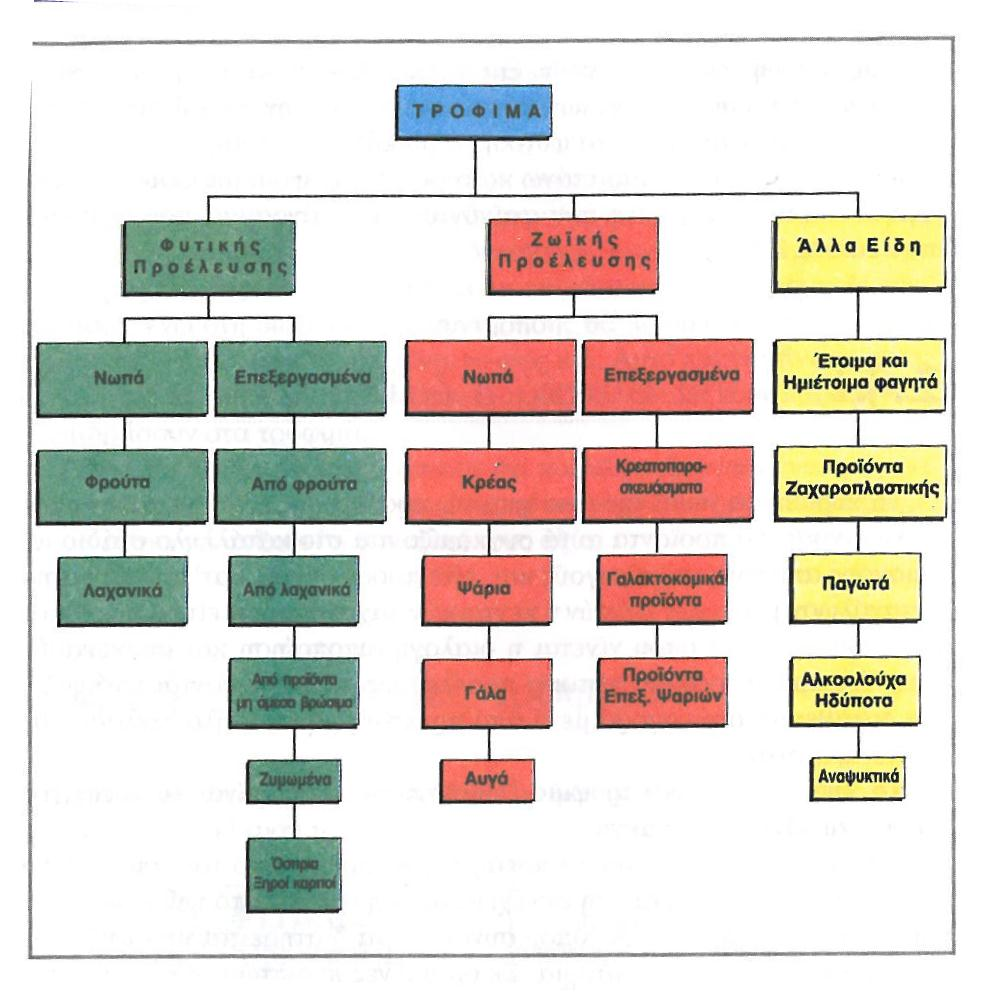 ΤΡΟΦΙΜΑ
Φυτικής
Προέλευσης
Ζωϊκής
Προέλευσης
Άλλα Είδη
Νωπά
Επεξεργασμένα
Νωπά
Επεξεργασμένα
Έτοιμα και
Ημιέτοιμα φαγητά
Φρούτα
Από φρούτα
Κρέας
Κρεατοπαρα-
σκευάσματα
Προϊόντα
Ζαχαροπλαστικής
Λαχανικά
Από λαχανικά
Ψάρια
Γαλακτοκομικά
προϊόντα
Παγωτά
Από προϊόντα
μη άμεσα βρώσιμα
Γάλα
Προϊόντα
Επεξ. Ψαριών
Αλκοολούχα
Ηδύποτα
Ζυμωμένα
Αυγά
Αναψυκτικά
Όσπρια
Ξηροί καρποί